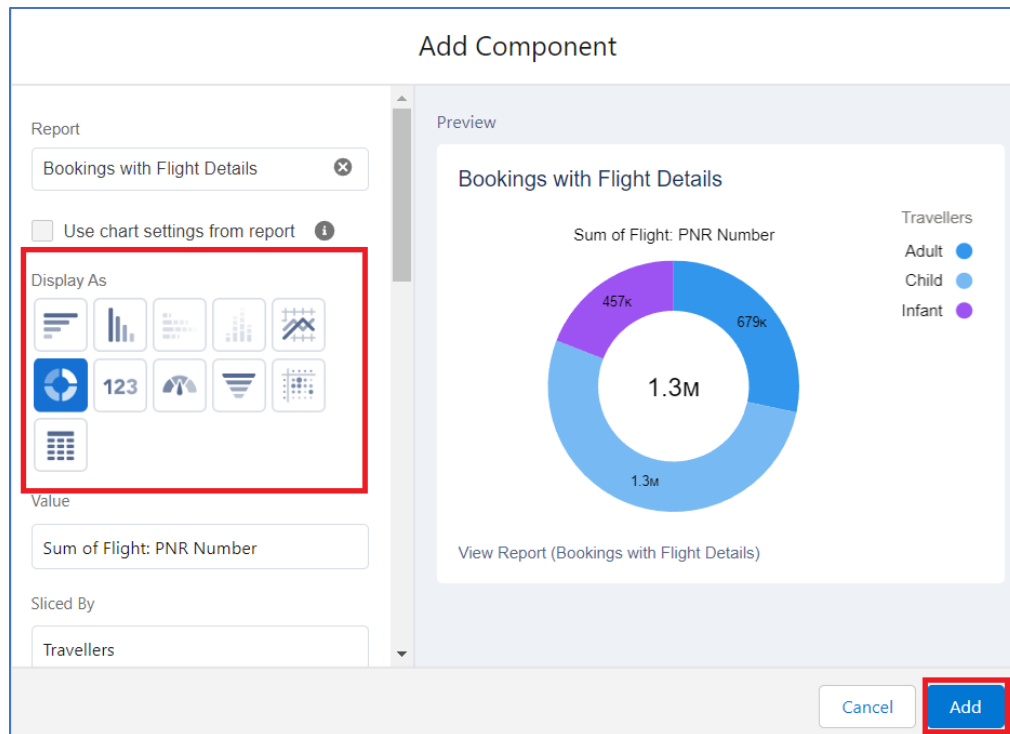 Add Component
Report
Bookings with Flight Details
Use chart settings from report
Display As
123
Value
Sum of Flight: PNR Number
Sliced By
Travellers
Preview
Bookings with Flight Details
Sum of Flight: PNR Number
Travellers
Adult
Child
Infant
457K
679K
1.3M
1.3M
View Report (Bookings with Flight Details)
Cancel
Add